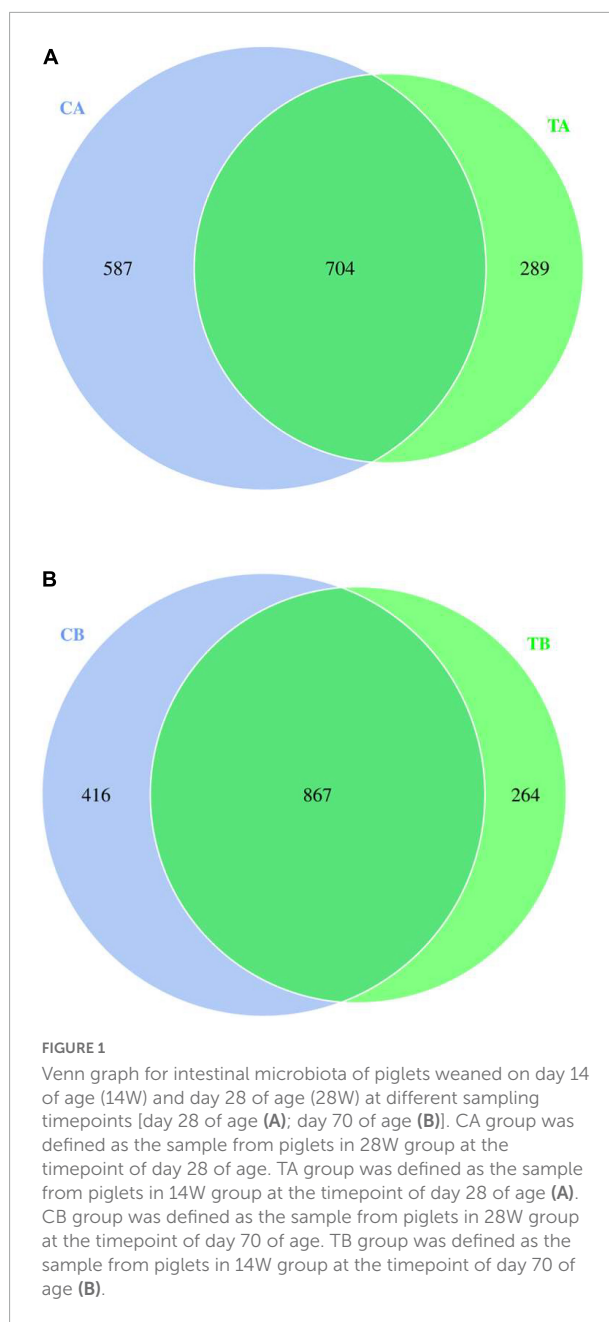 A
CA
TA
587
704
289
B
CB
TB
416
867
264
FIGURE 1
Venn graph for intestinal microbiota of piglets weaned on day 14
of age (14W) and day 28 of age (28W) at different sampling
timepoints [day 28 of age (A); day 70 of age (B)]. CA group was
defined as the sample from piglets in 28W group at the
timepoint of day 28 of age. TA group was defined as the sample
from piglets in 14W group at the timepoint of day 28 of age (A).
CB group was defined as the sample from piglets in 28W group
at the timepoint of day 70 of age. TB group was defined as the
sample from piglets in 14W group at the timepoint of day 70 of
age (B).